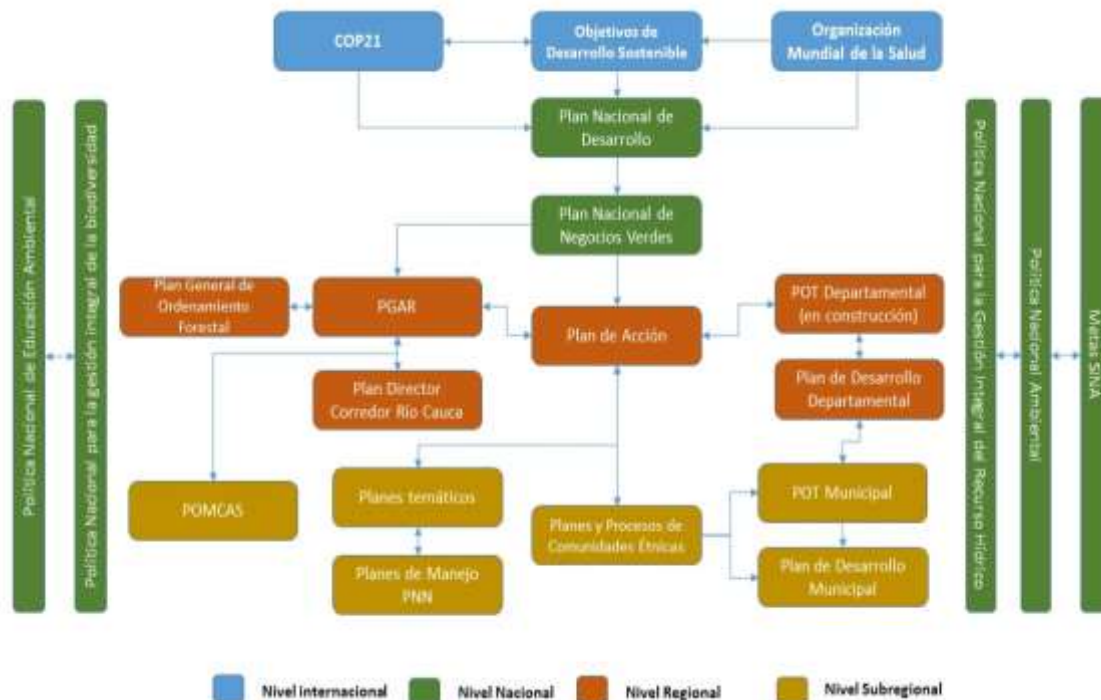 COP21
Objetivos de
Desarrollo Sostenible
Organización
Mundial de la Salud
Plan Nacional de
Desarrollo
Plan Nacional de
Negocios Verdes
Plan General de
Ordenamiento
Forestal
PGAR
Plan de Acción
POT Departamental
(en construcción)
Plan Director
Corredor Río Cauca
Plan de Desarrollo
Departamental
POMCAS
Planes temáticos
Planes y Procesos de
Comunidades Étnicas
POT Municipal
Planes de Manejo
PNN
Plan de Desarrollo
Municipal
Política Nacional de Educación Ambiental
Política Nacional para la gestión integral de la biodiversidad
Política Nacional para la Gestión Integral del Recurso Hídrico
Política Nacional Ambiental
Metas SINA
Nivel internacional
Nivel Nacional
Nivel Regional
Nivel Subregional